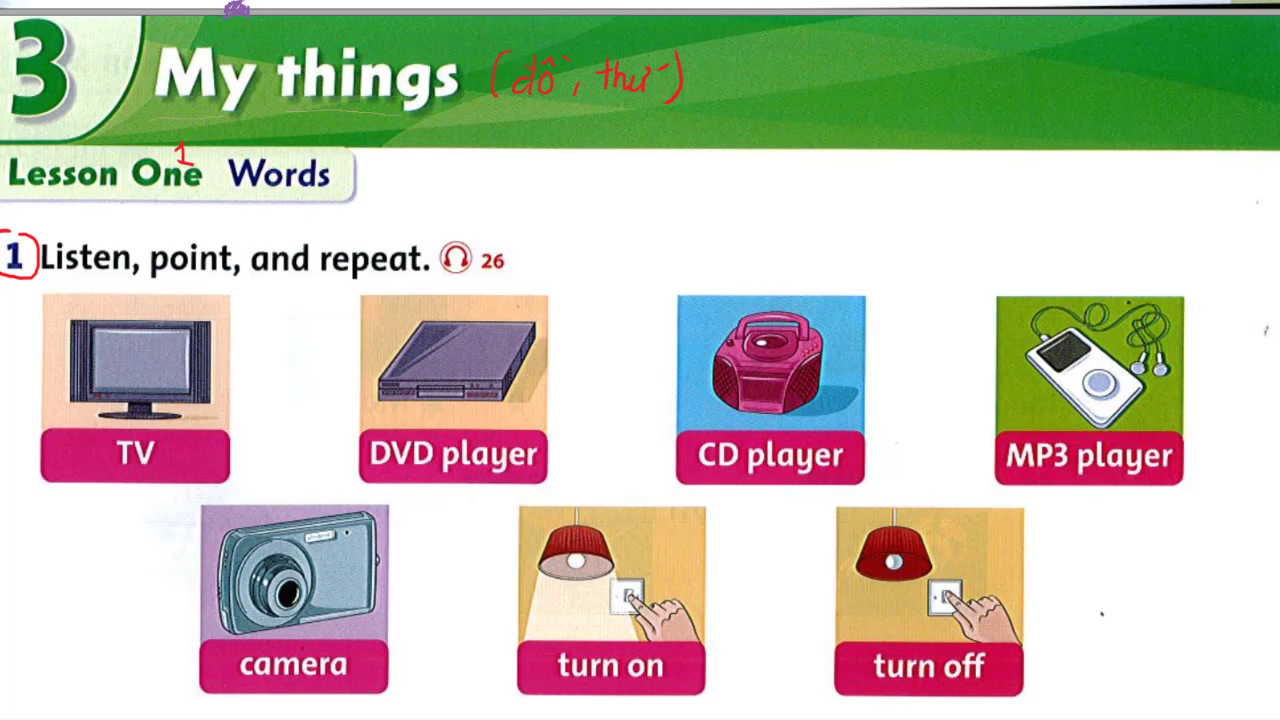 3
My things (đồ, thứ)
1
Lesson One Words
1 Listen, point, and repeat. 26
TV
DVD player
CD player
MP3 player
camera
turn on
turn off